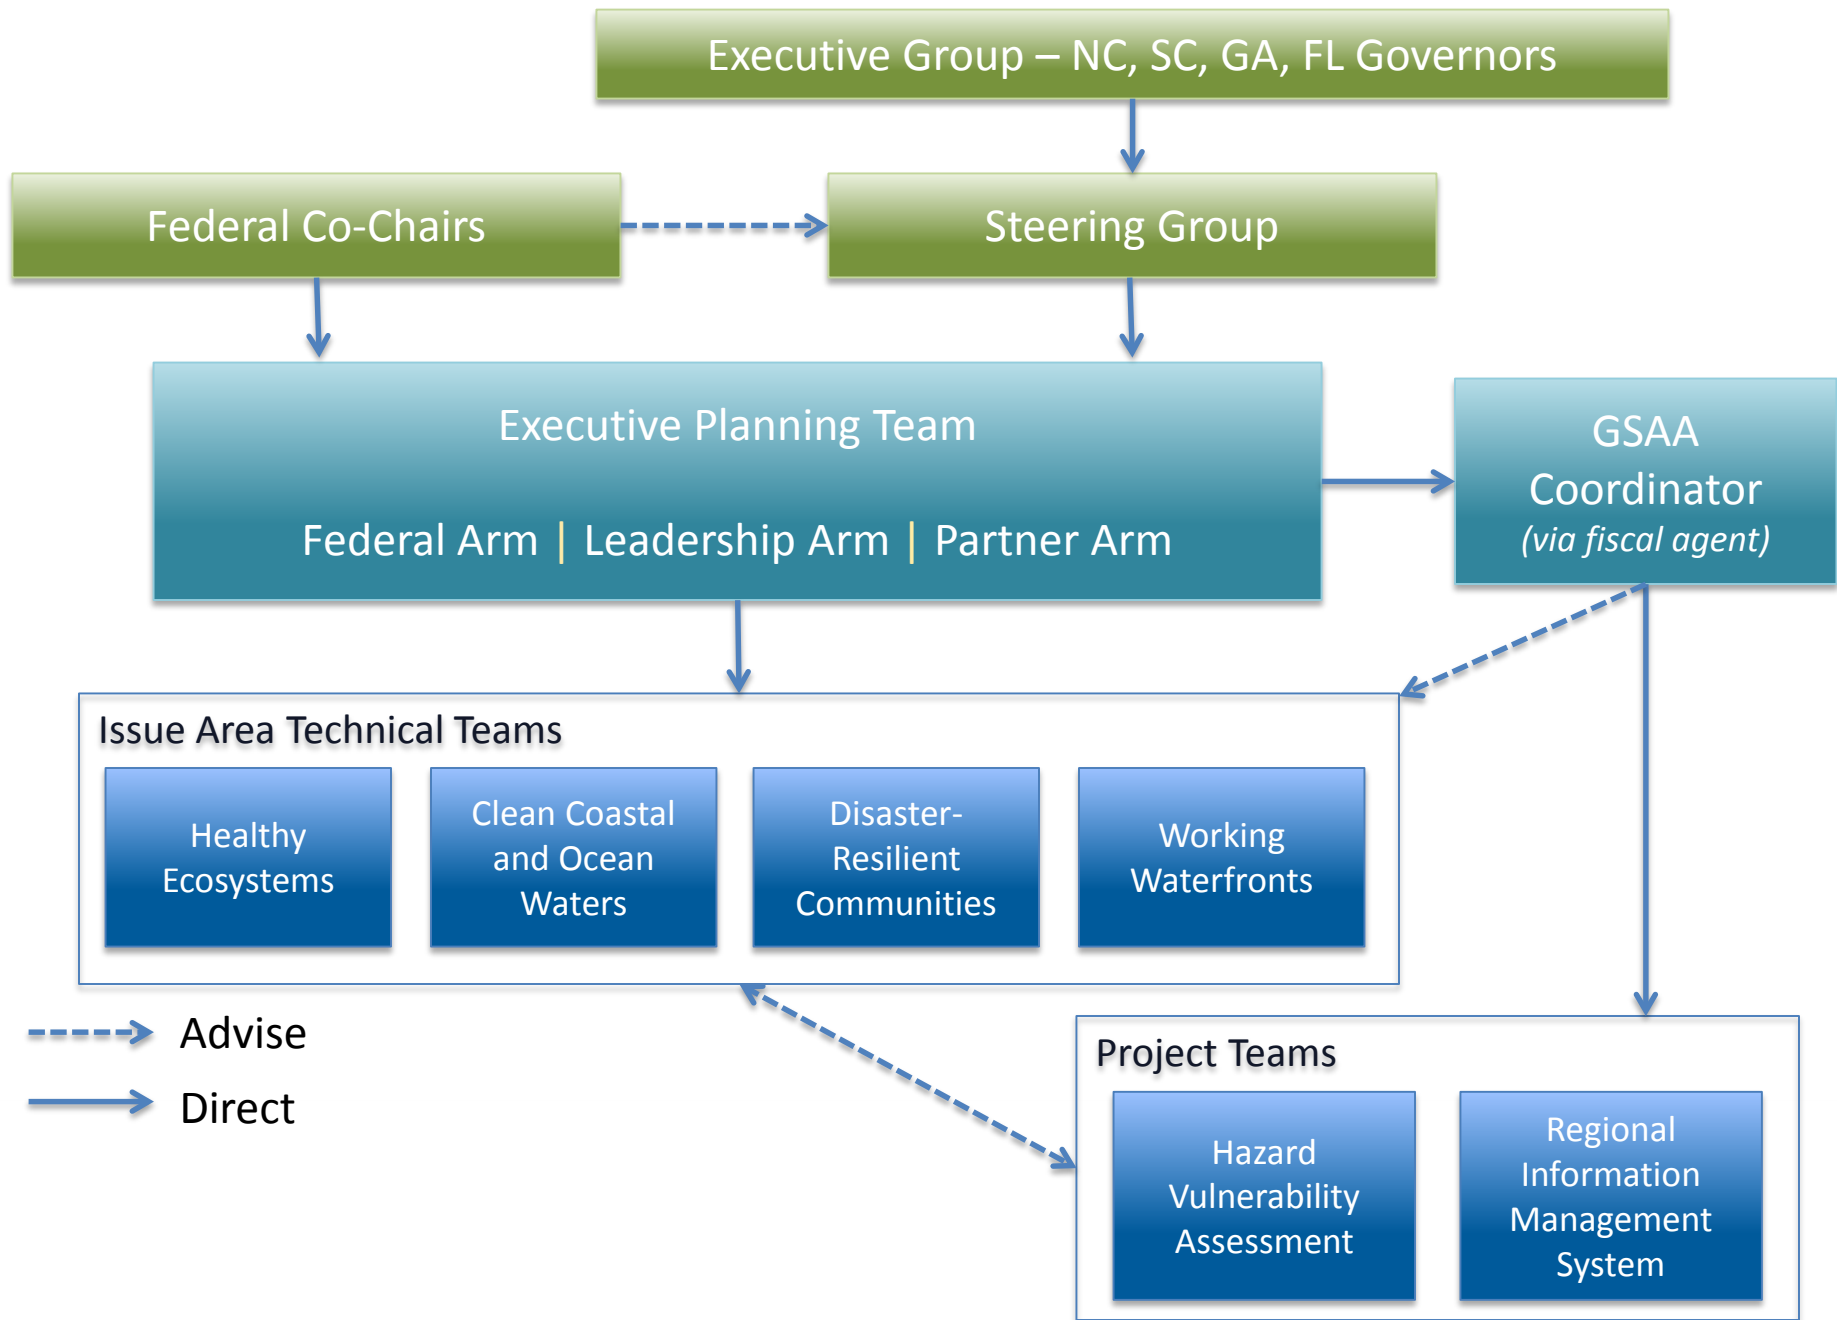 Executive Group – NC, SC, GA, FL Governors
Federal Co-Chairs
Steering Group
Executive Planning Team
Federal Arm | Leadership Arm | Partner Arm
GSAA
Coordinator
(via fiscal agent)
Issue Area Technical Teams
Healthy
Ecosystems
Clean Coastal
and Ocean
Waters
Disaster-
Resilient
Communities
Working
Waterfronts
Advise
Direct
Project Teams
Hazard
Vulnerability
Assessment
Regional
Information
Management
System